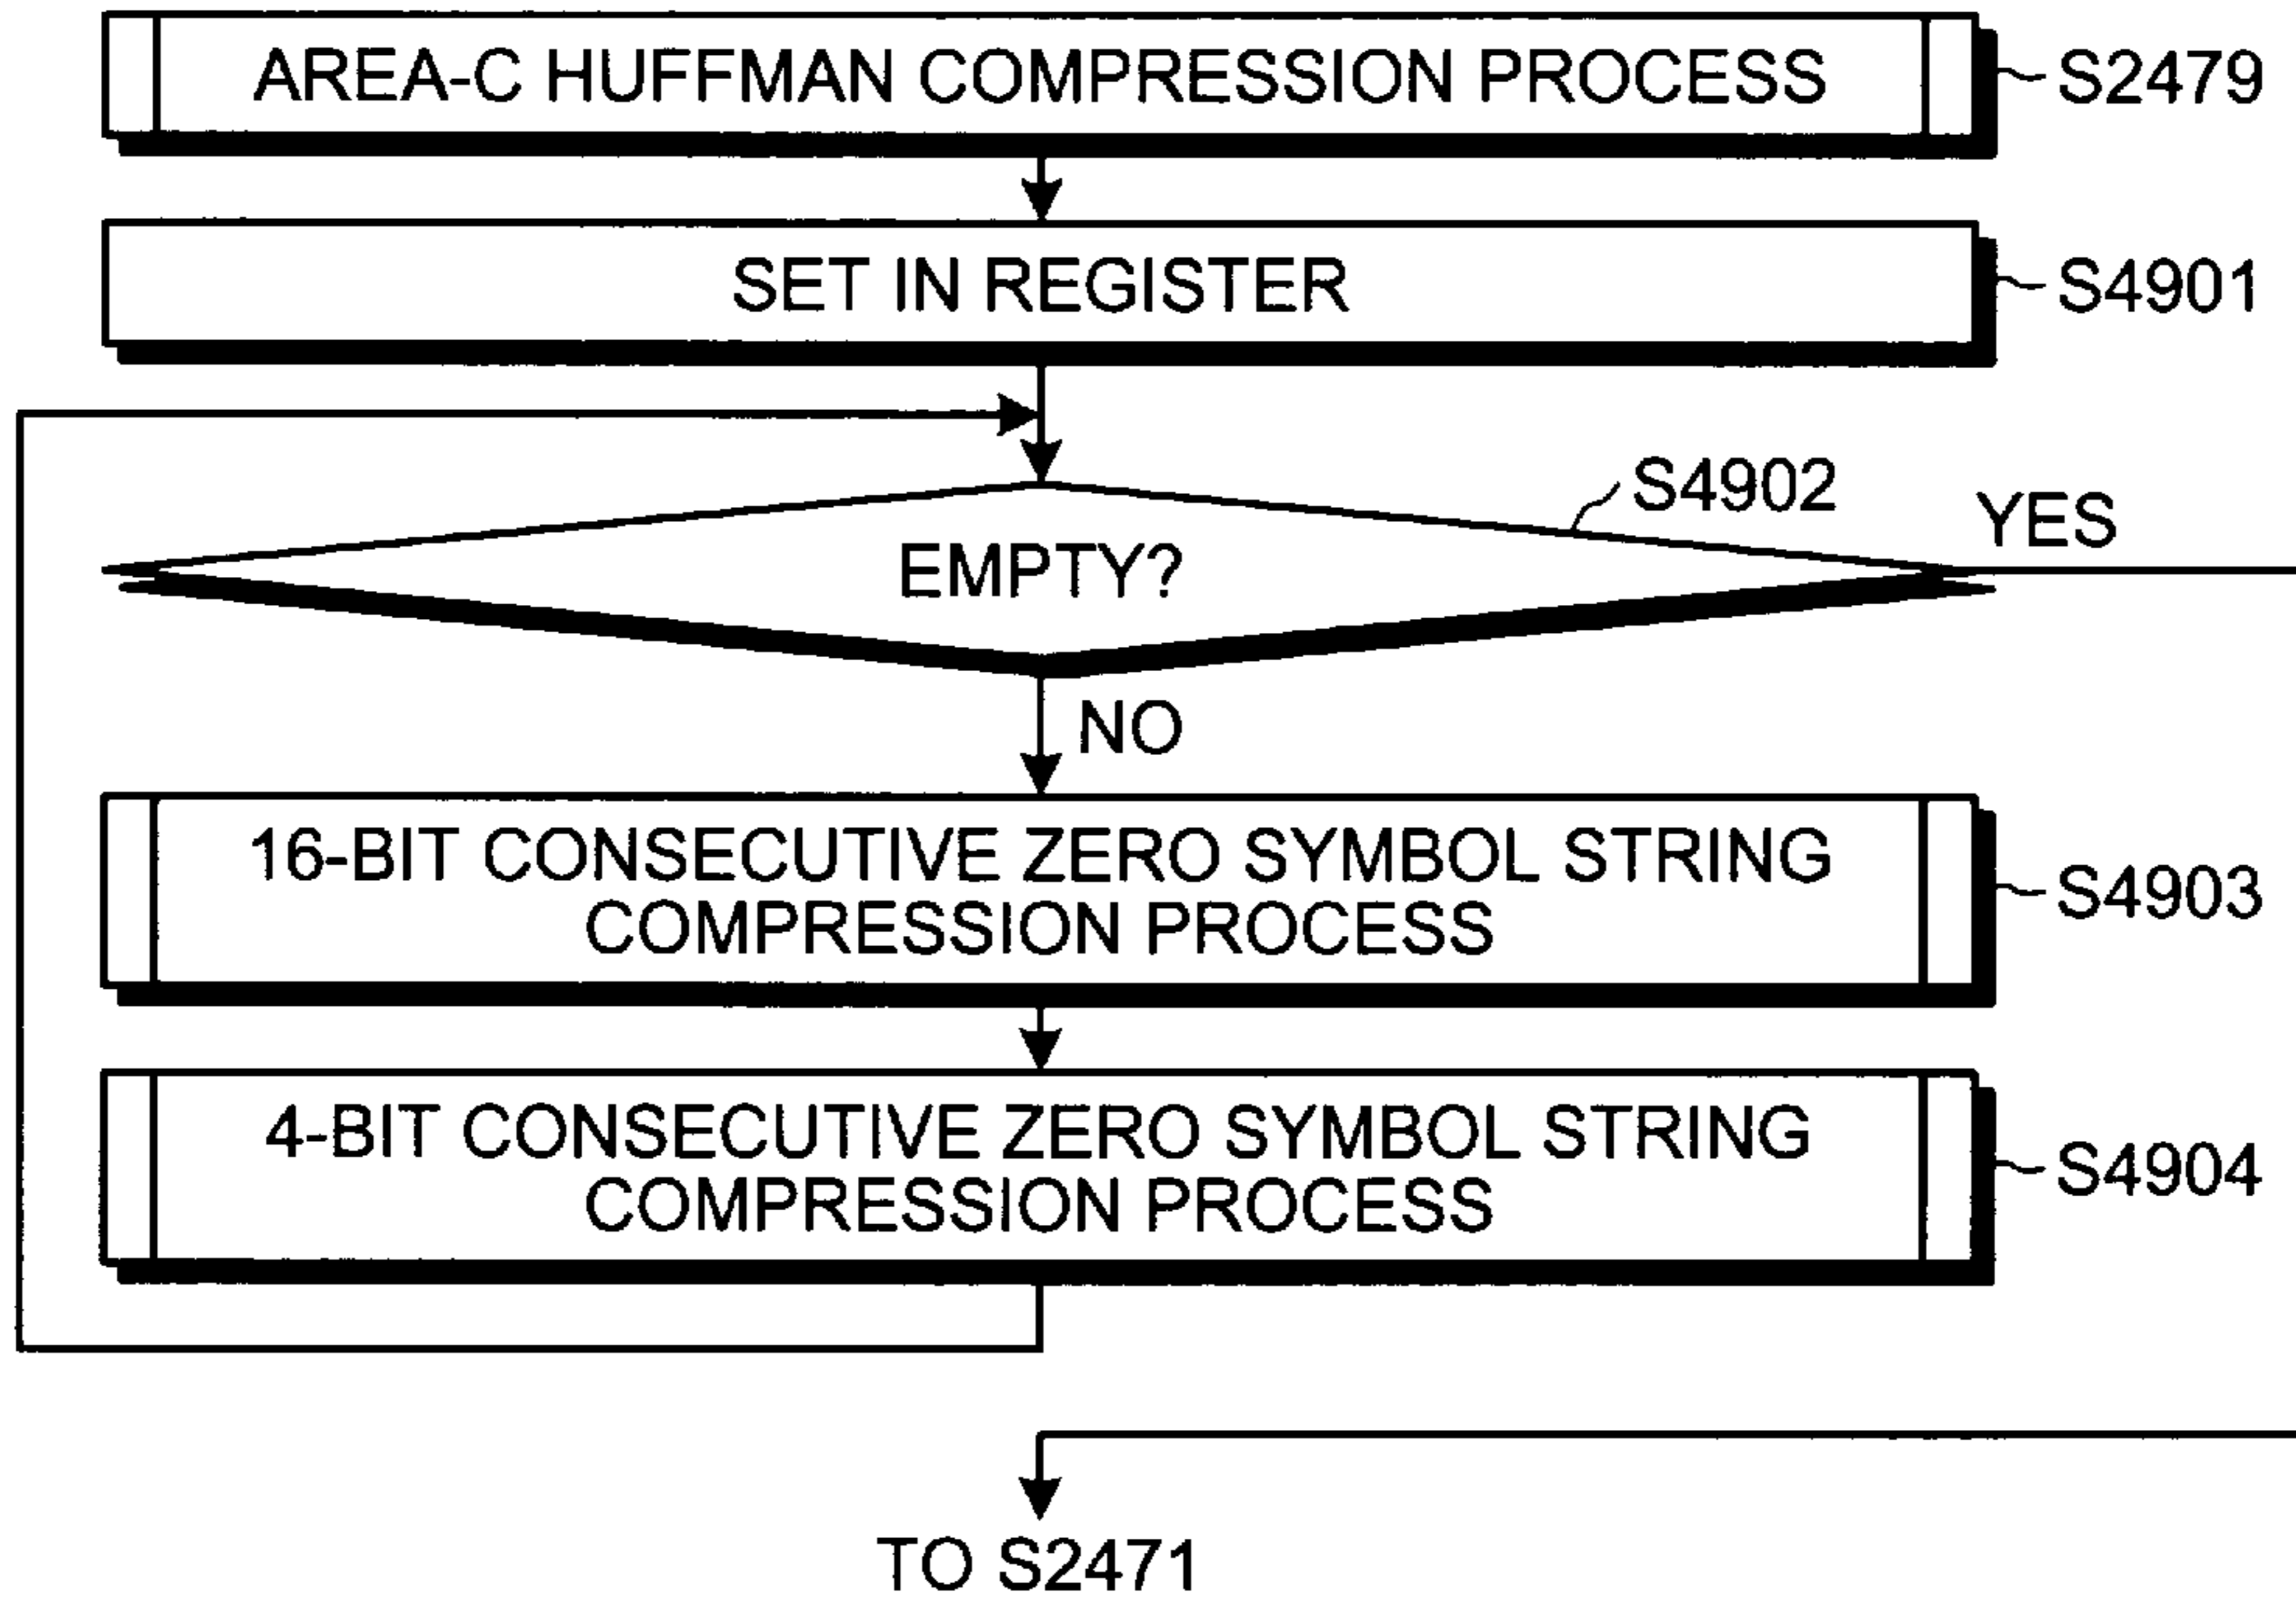 AREA-C HUFFMAN COMPRESSION PROCESS
S2479
SET IN REGISTER
S4901
S4902
YES
EMPTY?
NO
16-BIT CONSECUTIVE ZERO SYMBOL STRING
COMPRESSION PROCESS
S4903
4-BIT CONSECUTIVE ZERO SYMBOL STRING
COMPRESSION PROCESS
S4904
TO S2471